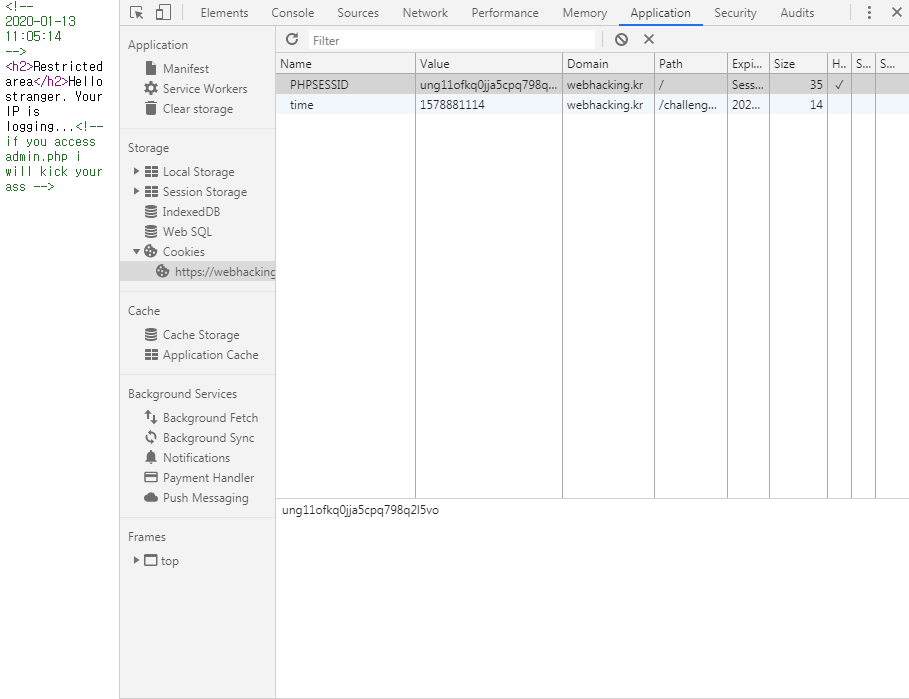 <!--
2020-01-13
11:05:14
-->
<h2>Restricted
area</h2>Hello
stranger. Your
IP is
logging...<!--
if you access
admin.php i
will kick your
ass -->
Elements Console Sources Network Performance Memory Application Security Audits
Application
Manifest
Service Workers
Clear storage
Storage
Local Storage
Session Storage
IndexedDB
Web SQL
Cookies
https://webhacking
Cache
Cache Storage
Application Cache
Background Services
Background Fetch
Background Sync
Notifications
Payment Handler
Push Messaging
Frames
top
Filter
Name Value Domain Path Expi... Size H.. S... S...
PHPSESSID ung11ofkq0jja5cpq798q... webhacking.kr / Sess... 35 ✓
time 1578881114 webhacking.kr /challeng... 202... 14
ung11ofkq0jja5cpq798q2l5vo